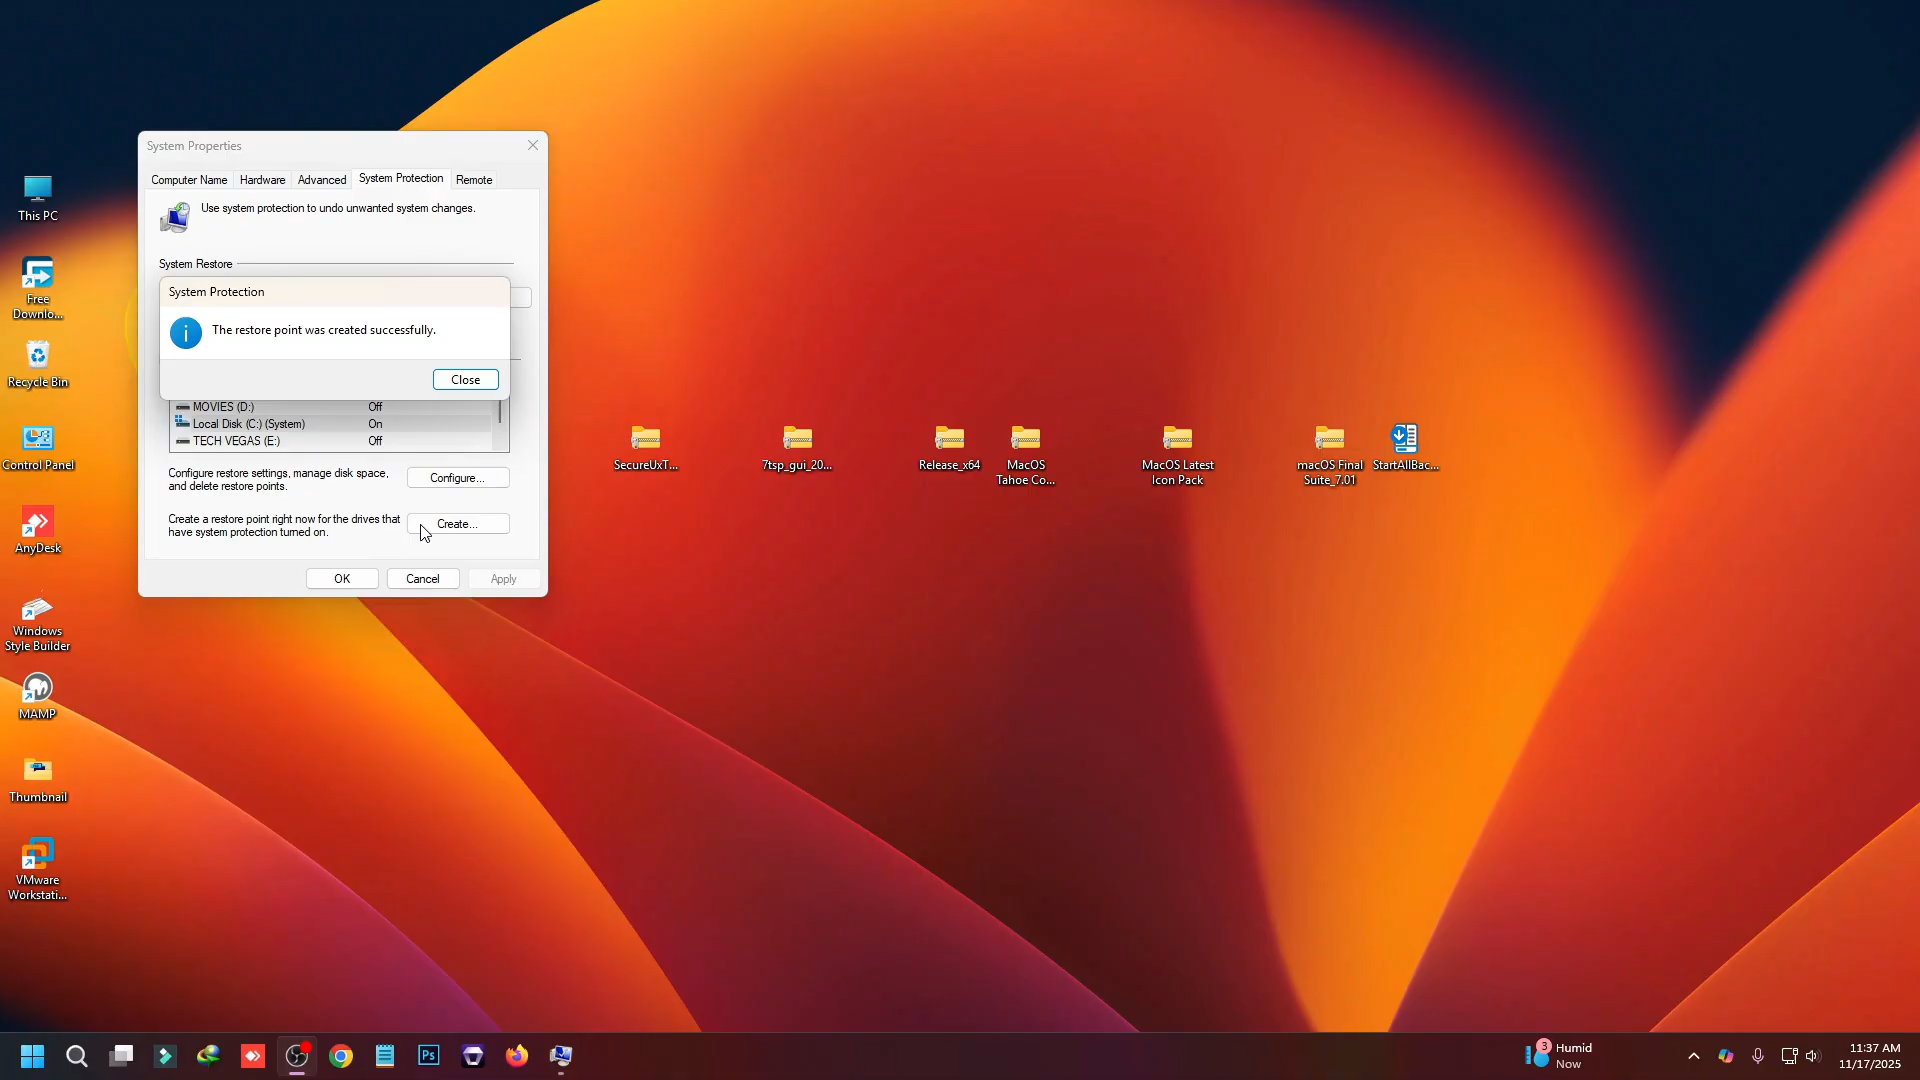 System Properties
Computer Name
Hardware
Advanced
System Protection
Remote
Use system protection to undo unwanted system changes.
System Restore
System Protection
The restore point was created successfully.
Close
MOVIES (D:) Off
Local Disk (C:) (System) On
TECH VEGAS (E:) Off
Configure restore settings, manage disk space,
and delete restore points.
Configure...
Create a restore point right now for the drives that
have system protection turned on.
Create...
OK
Cancel
Apply
This PC
Free
Downlo...
Recycle Bin
Control Panel
AnyDesk
Windows
Style Builder
MAMP
Thumbnail
VMware
Workstati...
SecureUxT...
7tsp_gui_20...
Release_x64
MacOS
Tahoe Co...
MacOS Latest
Icon Pack
macOS Final
Suite_7.01
StartAllBac...
Ps
3
Humid
Now
11:37 AM
11/17/2025